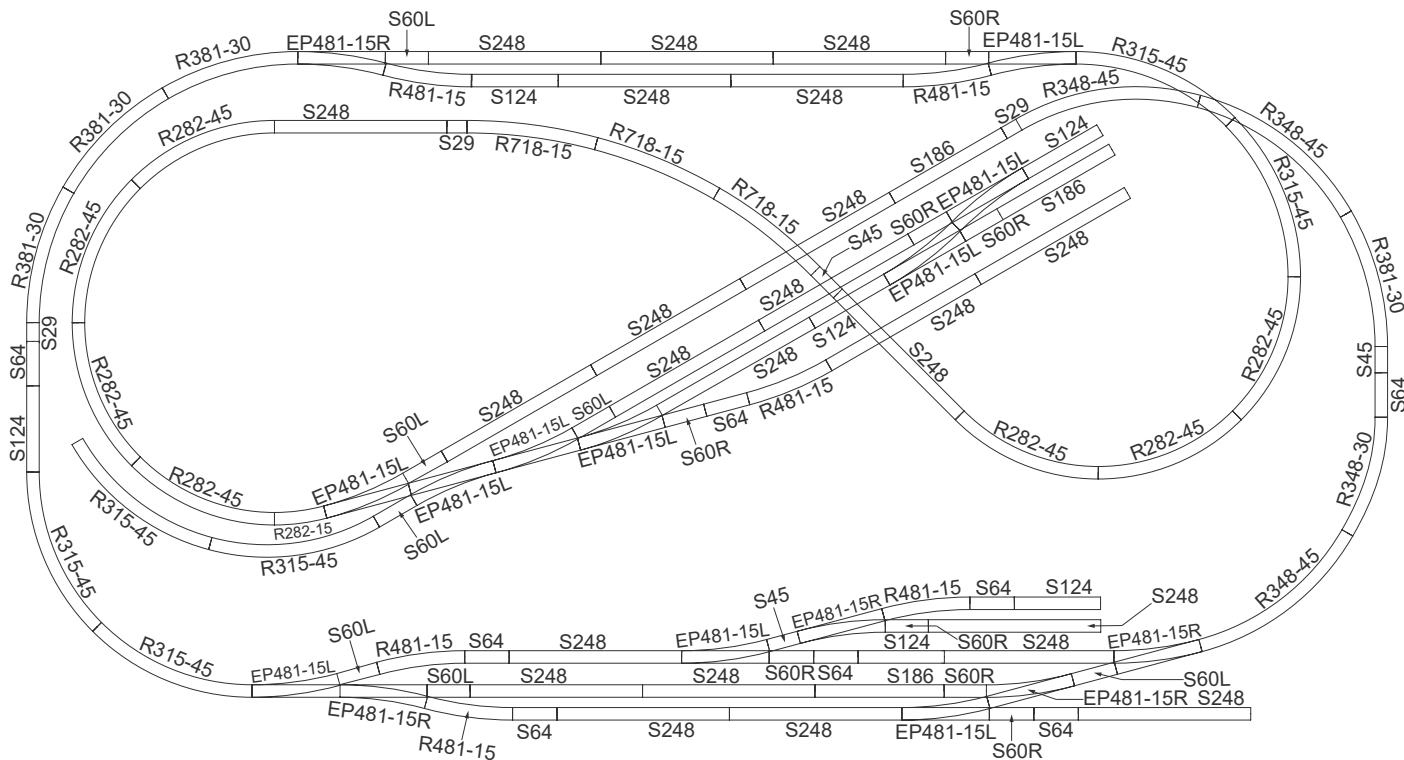 S60L
S60R
EP481-15R
S248
S248
S248
EP481-15L
R381-30
R315-45
R481-15
S124
S248
S248
R481-15
R348-45
R381-30
R282-45
S248
S29
R718-15
R718-15
S29
S124
R348-45
S186
EP481-15L
R718-15
S248
S60R
S186
R315-45
R381-30
R282-45
S45
S60R
EP481-15L
S248
R381-30
S248
S248
S29
S248
S124
S248
S248
S45
S64
S64
R282-45
S248
S248
R481-15
R282-45
S124
S60L
S248
EP481-15L
S60L
S64
EP481-15L
S60R
R282-45
R282-45
R282-45
EP481-15L
EP481-15L
R348-30
R315-45
R282-15
S60L
R315-45
R315-45
R348-45
S45
EP481-15R
R481-15
S64
S124
S248
S60L
R481-15
S64
S248
EP481-15L
S124
S60R
S248
EP481-15R
R315-45
EP481-15L
S60L
S248
S248
S60R
S64
S186
S60R
S60L
EP481-15R
EP481-15R
S248
R481-15
S64
S248
S248
EP481-15L
S60R
S64